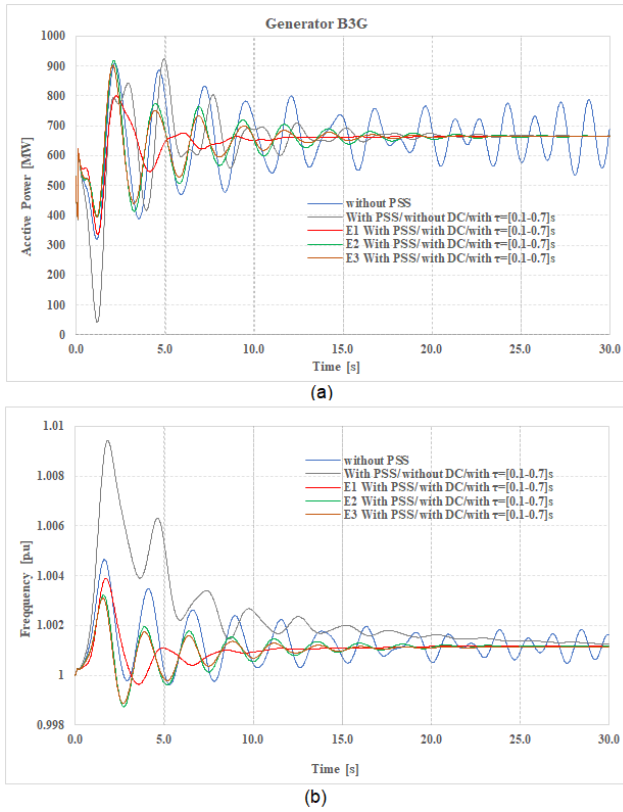 Generator B3G
1000
900
800
700
600
500
400
300
200
100
0
Acctive Power [MW]
without PSS
With PSS/without DC/with τ=[0.1-0.7]s
E1 With PSS/with DC/with τ=[0.1-0.7]s
E2 With PSS/with DC/with τ=[0.1-0.7]s
E3 With PSS/with DC/with τ=[0.1-0.7]s
0.0 5.0 10.0 15.0 20.0 25.0 30.0
Time [s]
(a)
1.01
1.008
1.006
1.004
1.002
1
0.998
Freqquency [p.u]
without PSS
With PSS/without DC/with τ=[0.1-0.7]s
E1 With PSS/with DC/with τ=[0.1-0.7]s
E2 With PSS/with DC/with τ=[0.1-0.7]s
E3 With PSS/with DC/with τ=[0.1-0.7]s
0.0 5.0 10.0 15.0 20.0 25.0 30.0
Time [s]
(b)